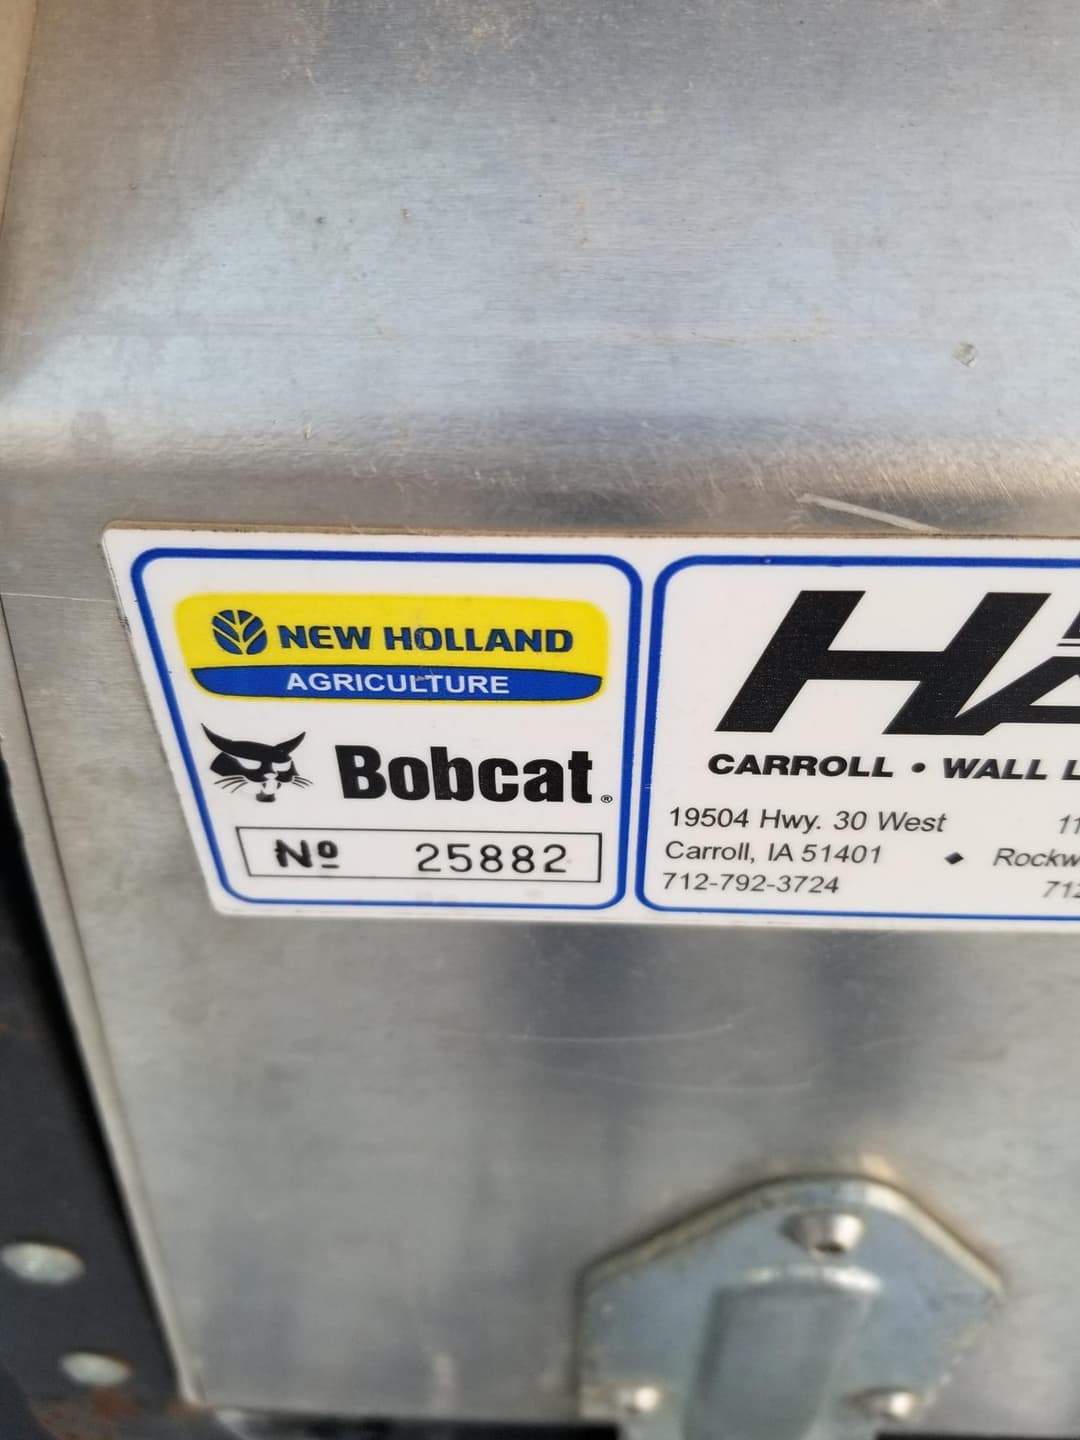 NEW HOLLAND
AGRICULTURE
Bobcat®
Nº 25882
CARROLL • WALL
19504 Hwy. 30 West
Carroll, IA 51401
712-792-3724